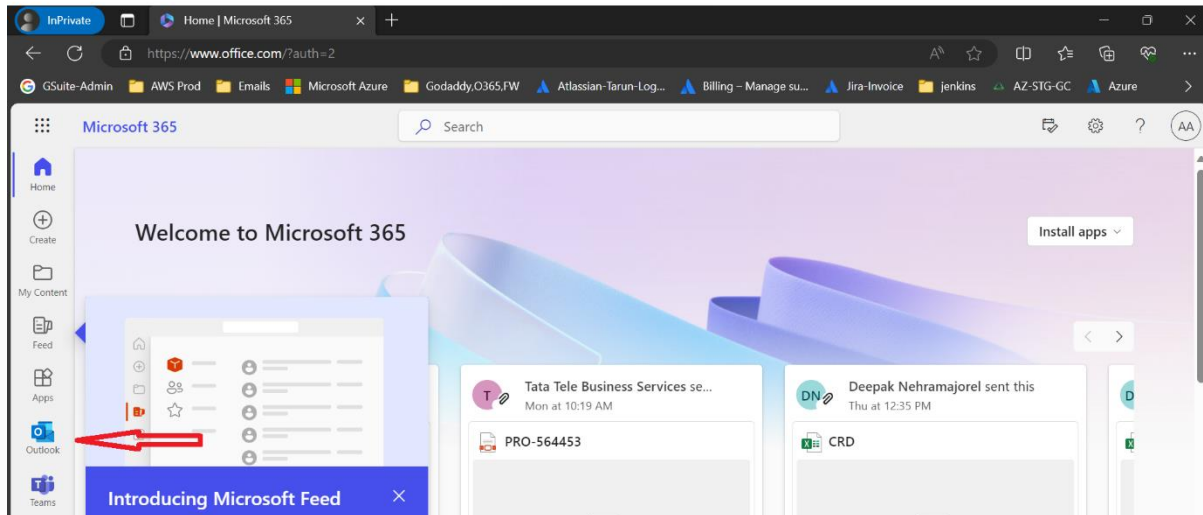 InPrivate
Home | Microsoft 365
https://www.office.com/?auth=2
GSuite-Admin AWS Prod Emails Microsoft Azure Godaddy,O365,FW Atlassian-Tarun-Log... Billing – Manage su... Jira-Invoice jenkins AZ-STG-GC Azure
Microsoft 365 Search AA
Home
Create
My Content
Feed
Apps
Outlook
Teams
Welcome to Microsoft 365
Install apps
Introducing Microsoft Feed
T
Tata Tele Business Services se...
Mon at 10:19 AM
PRO-564453
DN
Deepak Nehramajorel sent this
Thu at 12:35 PM
CRD
D